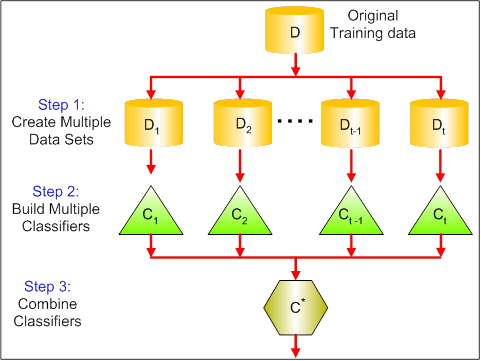 D
Original
Training data
Step 1:
Create Multiple
Data Sets
D1 D2 .... Dt-1 Dt
Step 2:
Build Multiple
Classifiers
C1 C2 Ct -1 Ct
Step 3:
Combine
Classifiers
C*